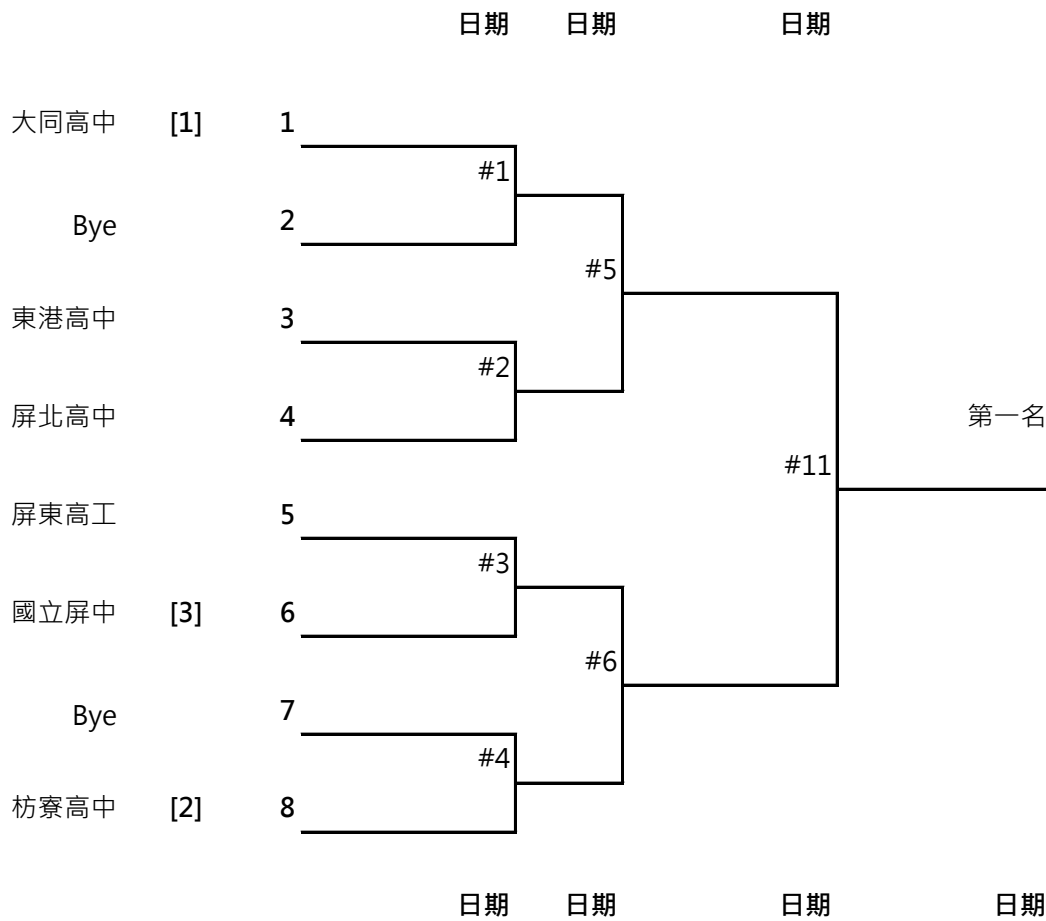 日期 日期 日期
大同高中 [1] 1
#1
Bye 2
#5
東港高中 3
#2
屏北高中 4
第一名
#11
屏東高工 5
#3
國立屏中 [3] 6
#6
Bye 7
#4
枋寮高中 [2] 8
日期 日期 日期 日期